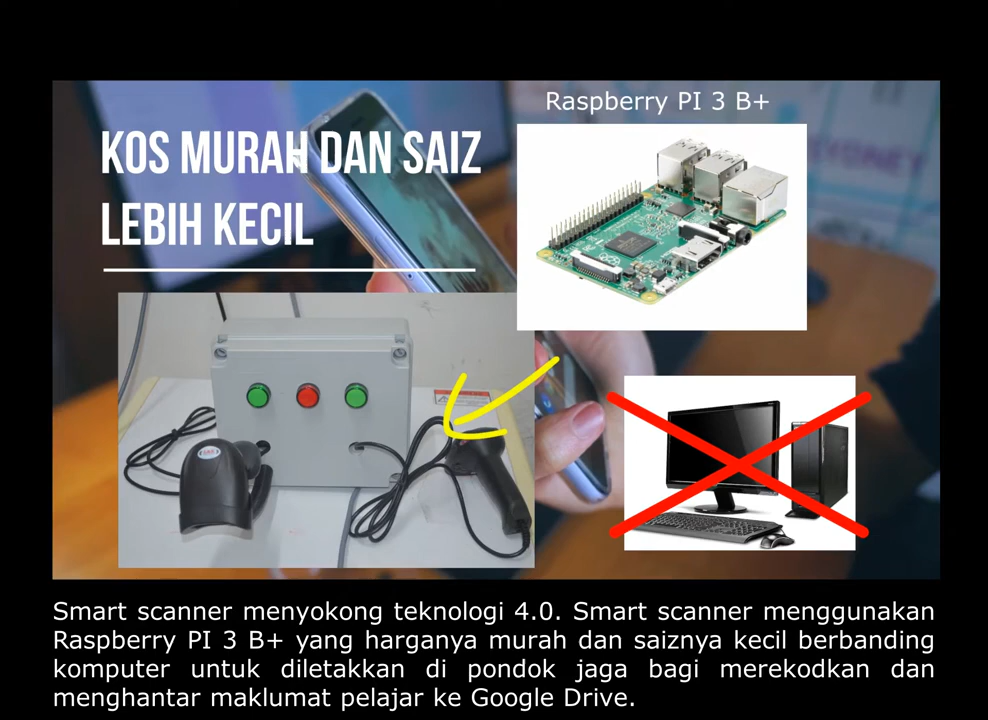 Raspberry PI 3 B+
KOS MURAH DAN SAIZ
LEBIH KECIL
Smart scanner menyokong teknologi 4.0. Smart scanner menggunakan
Raspberry PI 3 B+ yang harganya murah dan saiznya kecil berbanding
komputer untuk diletakkan di pondok jaga bagi merekodkan dan
menghantar maklumat pelajar ke Google Drive.